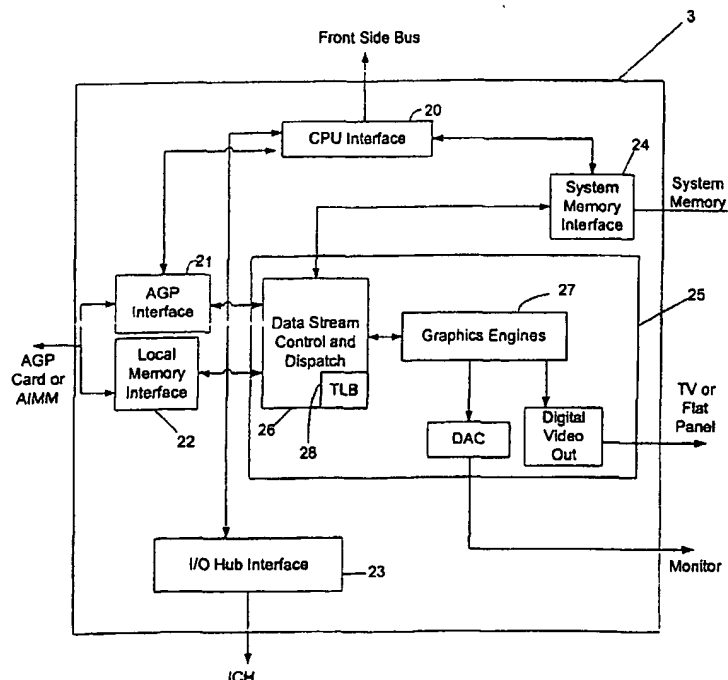 Front Side Bus
3
20
CPU Interface
24
System
Memory
Interface
System
Memory
21
AGP
Interface
25
27
Data Stream
Control and
Dispatch
Graphics Engines
AGP
Card or
AIMM
Local
Memory
Interface
22
TLB
26
28
DAC
Digital
Video
Out
TV or
Flat
Panel
I/O Hub Interface
23
Monitor
ICH